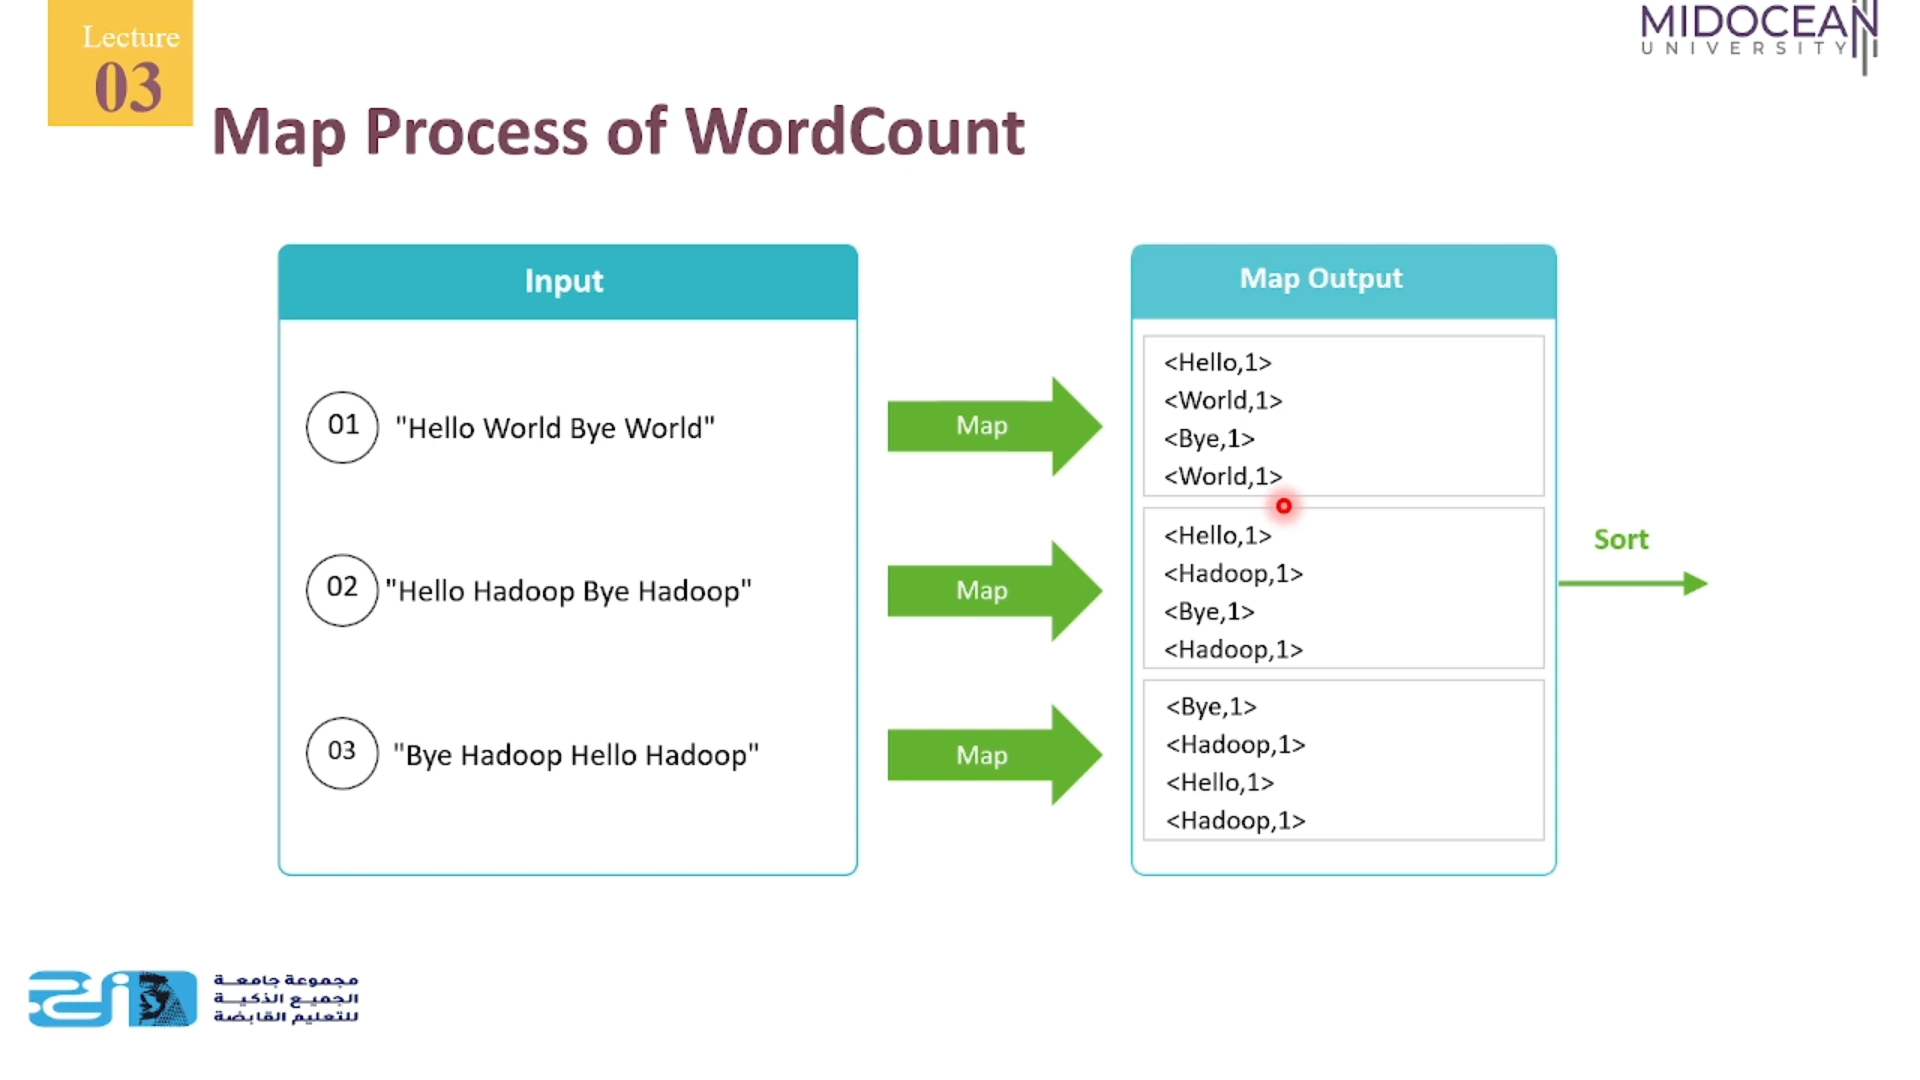 Lecture
03
MIDOCEAN
UNIVERSITY
Map Process of WordCount
Input
01 "Hello World Bye World"
02 "Hello Hadoop Bye Hadoop"
03 "Bye Hadoop Hello Hadoop"
Map
Map
Map
Map Output
<Hello,1>
<World,1>
<Bye,1>
<World,1>
<Hello,1>
<Hadoop,1>
<Bye,1>
<Hadoop,1>
<Bye,1>
<Hadoop,1>
<Hello,1>
<Hadoop,1>
Sort
مجموعة جامعة
الجميع الذكية
للتعليم القابضة